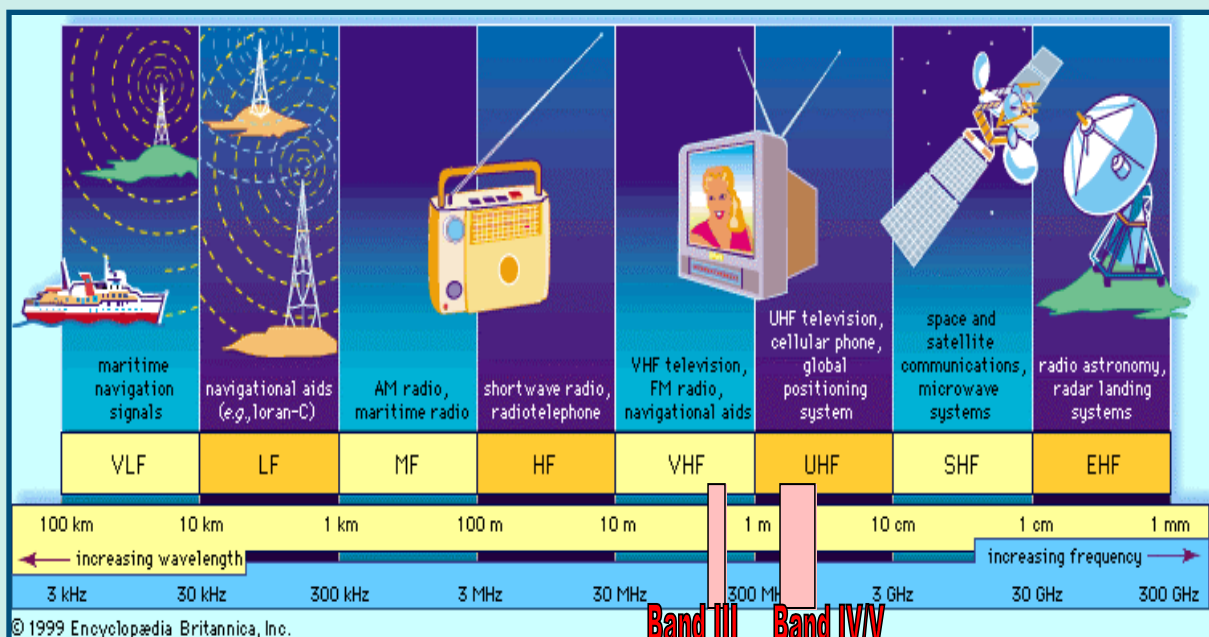 maritime
navigation
signals
navigational aids
(e.g., loran-C)
AM radio,
maritime radio
shortwave radio,
radiotelephone
VHF television,
FM radio,
navigational aids
UHF television,
cellular phone,
global
positioning
system
space and
satellite
communications,
microwave
systems
radio astronomy,
radar landing
systems
VLF LF MF HF VHF UHF SHF EHF
100 km 10 km 1 km 100 m 10 m 1 m 10 cm 1 cm 1 mm
increasing wavelength increasing frequency
3 kHz 30 kHz 300 kHz 3 MHz 30 MHz 300 MH 3 GHz 30 GHz 300 GHz
Band III Band IV/V
© 1999 Encyclopædia Britannica, Inc.